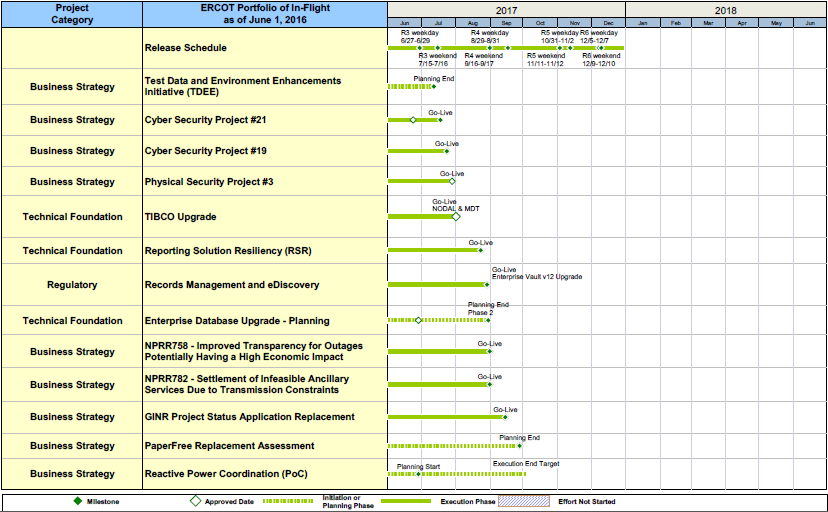 Project
Category
ERCOT Portfolio of In-Flight
as of June 1, 2016
2017
2018
Jun Jul Aug Sep Oct Nov Dec Jan Feb Mar Apr May Jun
Release Schedule
R3 weekday
6/27-6/29
R4 weekday
8/29-8/31
R5 weekday
10/31-11/2
R6 weekday
12/5-12/7
R3 weekend
7/15-7/16
R4 weekend
9/16-9/17
R5 weekend
11/11-11/12
R6 weekend
12/9-12/10
Business Strategy
Test Data and Environment Enhancements
Initiative (TDEE)
Planning End
Business Strategy
Cyber Security Project #21
Go-Live
Business Strategy
Cyber Security Project #19
Go-Live
Business Strategy
Physical Security Project #3
Go-Live
Technical Foundation
TIBCO Upgrade
Go-Live
NODAL & MDT
Technical Foundation
Reporting Solution Resiliency (RSR)
Go-Live
Regulatory
Records Management and eDiscovery
Go-Live
Enterprise Vault v12 Upgrade
Technical Foundation
Enterprise Database Upgrade - Planning
Planning End
Phase 2
Business Strategy
NPRR758 - Improved Transparency for Outages
Potentially Having a High Economic Impact
Go-Live
Business Strategy
NPRR782 - Settlement of Infeasible Ancillary
Services Due to Transmission Constraints
Go-Live
Business Strategy
GINR Project Status Application Replacement
Go-Live
Business Strategy
PaperFree Replacement Assessment
Planning End
Business Strategy
Reactive Power Coordination (PoC)
Planning Start
Execution End Target
Milestone
Approved Date
Initiation or
Planning Phase
Execution Phase
Effort Not Started